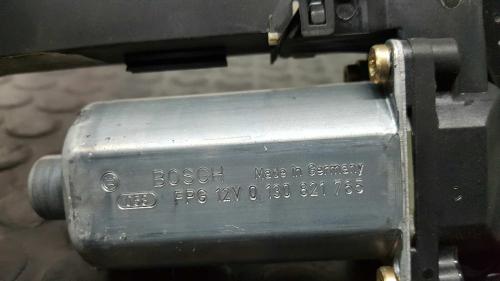 BOSCH Made in Germany
FPG 12V 0 130 821 765